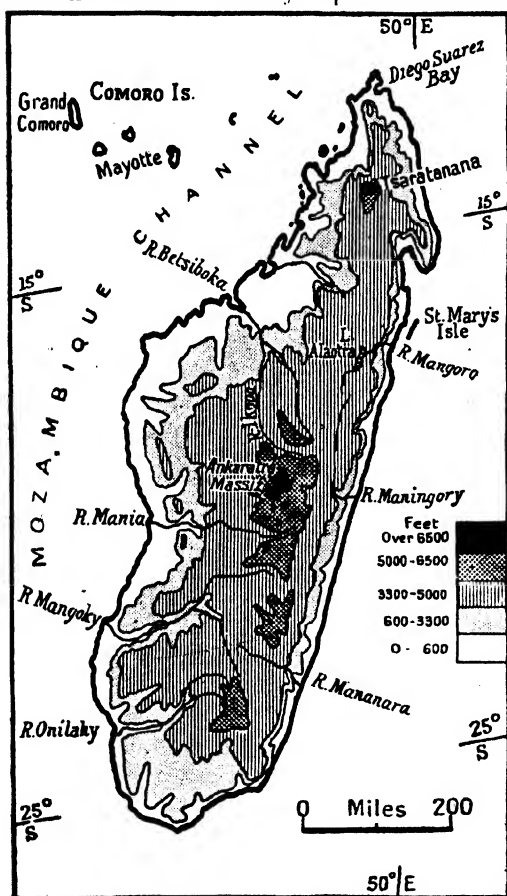 50°E
DIEGO SUAREZ
BAY
COMORO IS.
Grand
Comoro
Mayotte
CHANNEL
Tsaratanana
15°
S
R.Betsiboka
15°
S
St. Mary's
Isle
L.
Alaotra
R.Mangoro
MOZAMBIQUE
Ankaratra
Massif
R.Maningory
R.Mania
Feet
Over 6500
5000-6500
3300-5000
600-3300
0 - 600
R.Mangoky
R.Mananara
R.Onilahy
25°
S
25°
S
0 Miles 200
50°E